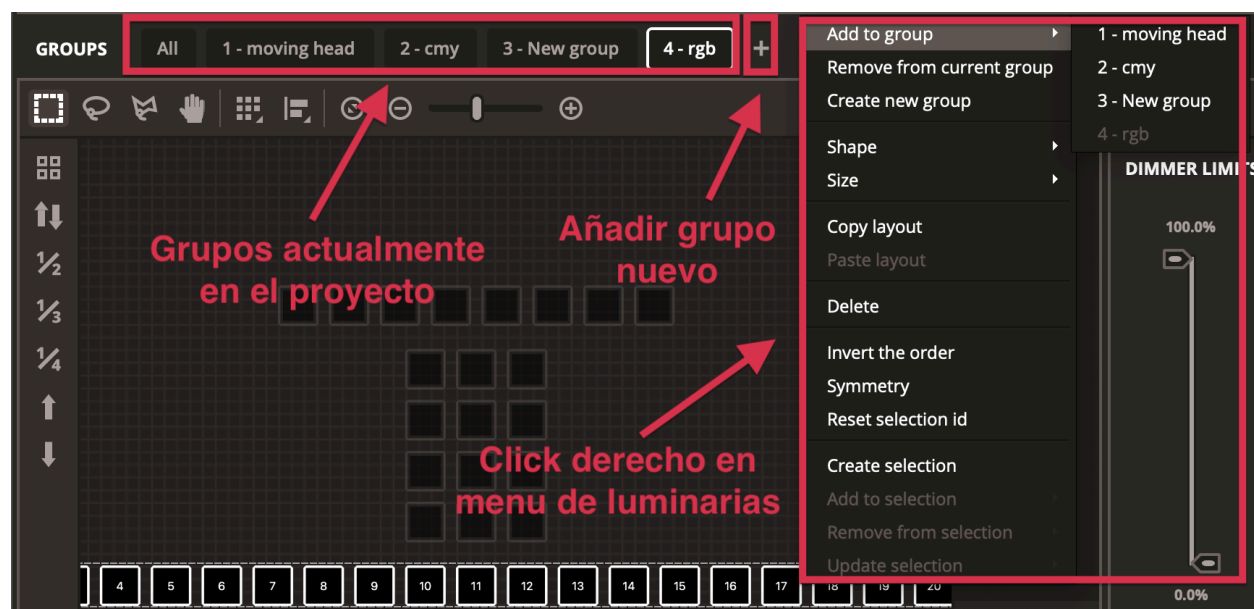 GROUPS All 1 - moving head 2 - cmy 3 - New group 4 - rgb +
Add to group
Remove from current group
Create new group
Shape
Size
Copy layout
Paste layout
Delete
Invert the order
Symmetry
Reset selection id
Create selection
Add to selection
Remove from selection
Update selection
1 - moving head
2 - cmy
3 - New group
4 - rgb
DIMMER LIMITS
100.0%
0.0%
1/2
1/3
1/4
Grupos actualmente
en el proyecto
Añadir grupo
nuevo
Click derecho en
menu de luminarias
4 5 6 7 8 9 10 11 12 13 14 15 16 17 18 19 20